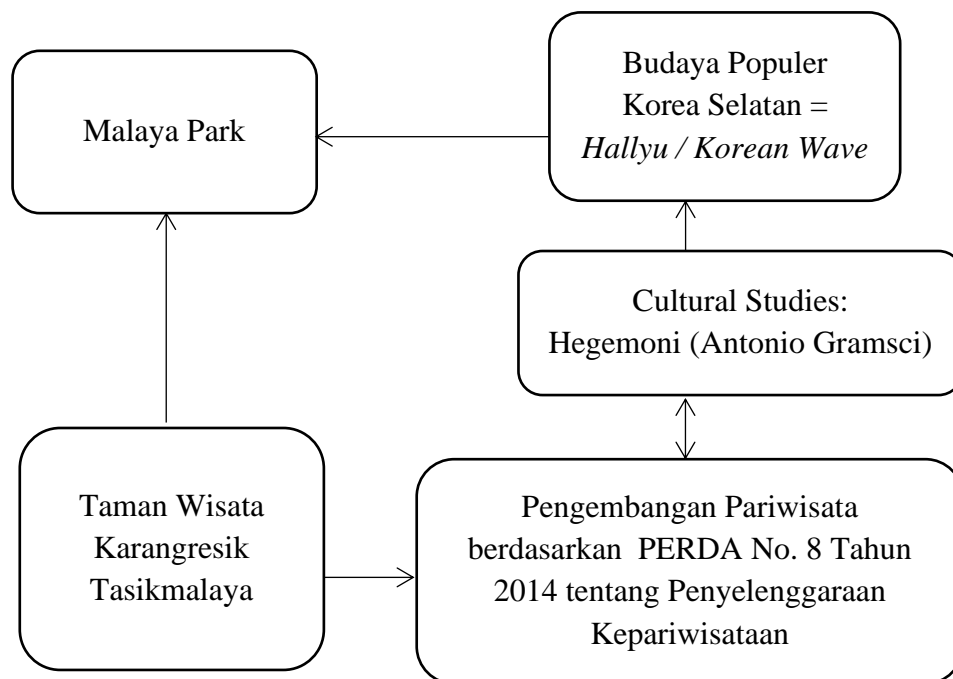 Malaya Park
Budaya Populer
Korea Selatan =
Hallyu / Korean Wave
Cultural Studies:
Hegemoni (Antonio Gramsci)
Taman Wisata
Karangresik
Tasikmalaya
Pengembangan Pariwisata
berdasarkan PERDA No. 8 Tahun
2014 tentang Penyelenggaraan
Kepariwisataan